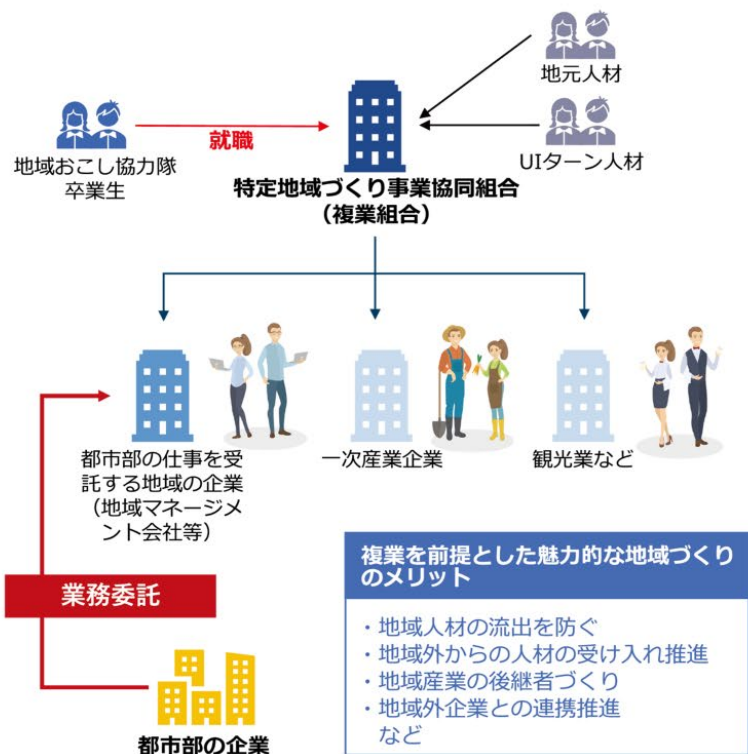 地元人材
就職
地域おこし協力隊
卒業生
UIターン人材
特定地域づくり事業協同組合
（複業組合）
都市部の仕事を受
託する地域の企業
（地域マネージメ
ント会社等）
一次産業企業
観光業など
業務委託
都市部の企業
複業を前提とした魅力的な地域づくり
のメリット
・地域人材の流出を防ぐ
・地域外からの人材の受け入れ推進
・地域産業の後継者づくり
・地域外企業との連携推進
など